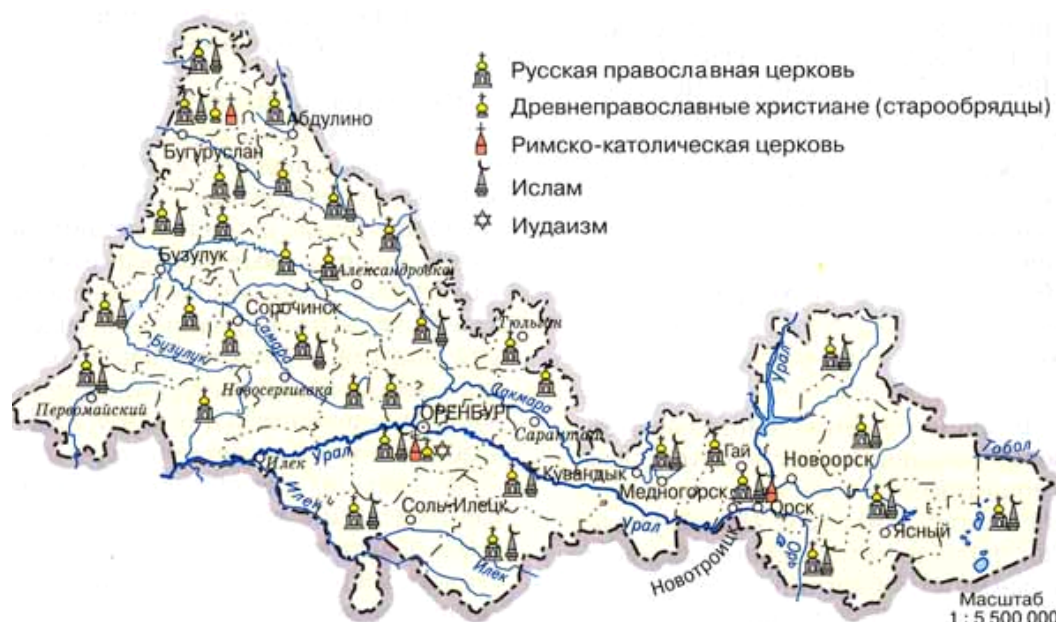 Русская православная церковь
Древнеправославные христиане (старообрядцы)
Римско-католическая церковь
Ислам
Иудаизм
Абдулино
Бугуруслан
Бузулук
Александровка
Сорочинск
Тюльган
Бузулук
Самара
Новосергиевка
Первомайский
ОРЕНБУРГ
Сакмара
Саракташ
Урал
Урал
Илек
Илек
Соль-Илецк
Илек
Кувандык
Медногорск
Гай
Новоорск
Тобол
Орск
Ясный
Урал
Орь
Новотроицк
Масштаб
1 : 5 500 000